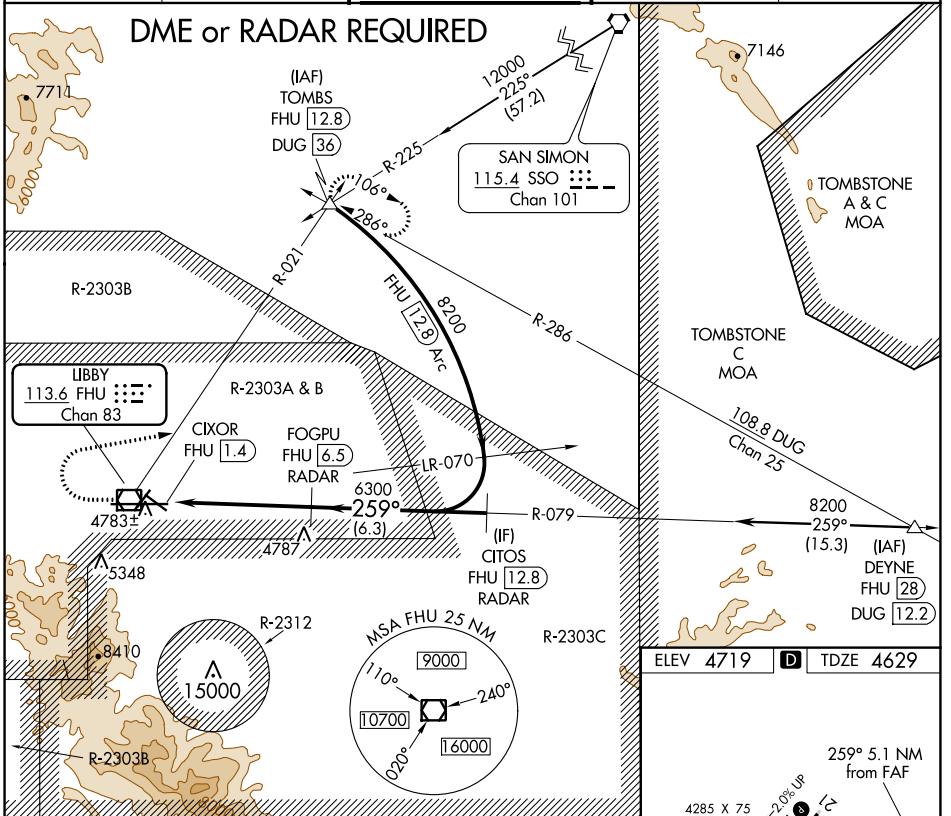 DME or RADAR REQUIRED
7711
(IAF)
TOMBS
FHU 12.8
DUG 36
12000
225°
(57.2)
R-225
SAN SIMON
115.4 SSO
Chan 101
7146
TOMBSTONE
A & C
MOA
106°
286°
R-021
R-2303B
FHU 12.8 Arc
8200
R-286
TOMBSTONE
C
MOA
LIBBY
113.6 FHU
Chan 83
R-2303A & B
CIXOR
FHU 1.4
FOGPU
FHU 6.5
RADAR
LR-070
108.8 DUG
Chan 25
6300
259°
(6.3)
R-079
8200
259°
(15.3)
4783±
4787
5348
(IF)
CITOS
FHU 12.8
RADAR
(IAF)
DEYNE
FHU 28
DUG 12.2
R-2312
15000
8410
R-2303C
MSA FHU 25 NM
9000
110°
240°
10700
16000
020°
R-2303B
ELEV 4719 D TDZE 4629
259° 5.1 NM
from FAF
4285 X 75
2.0% UP
P
21